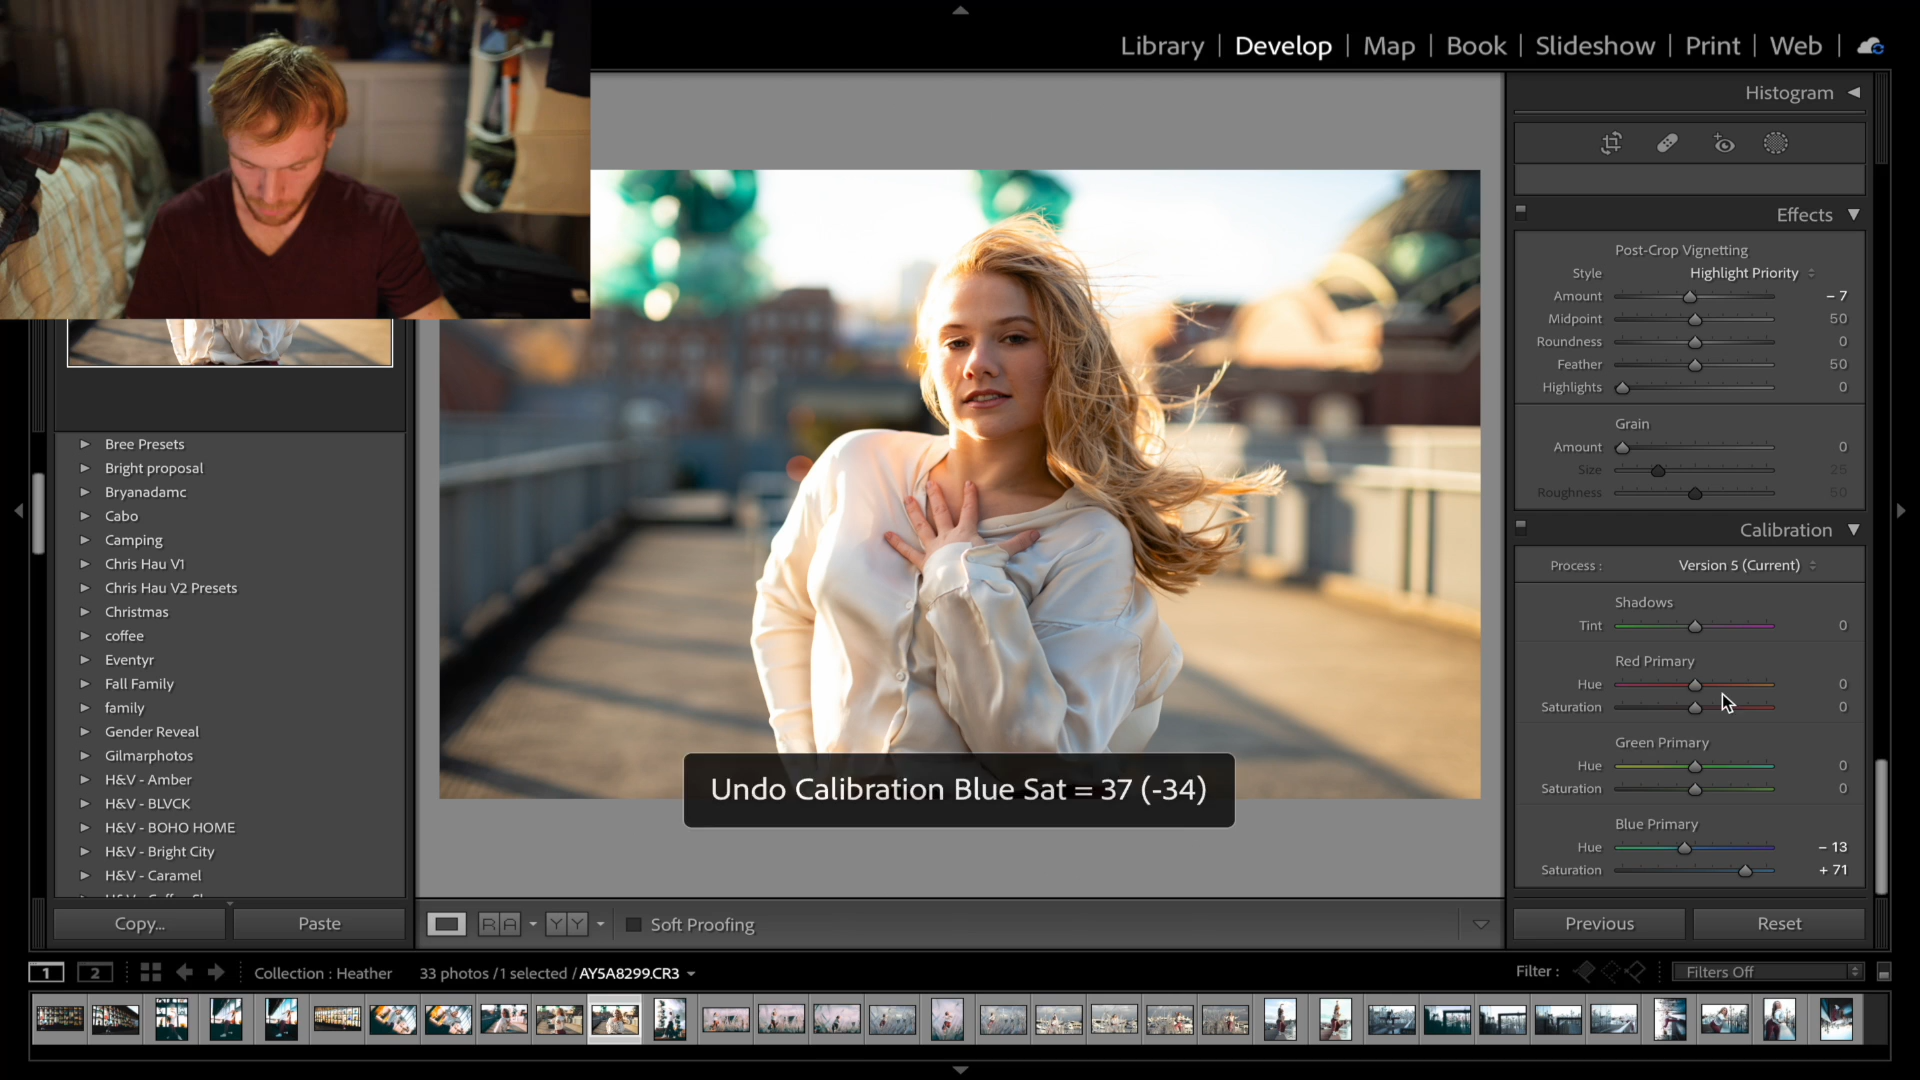 Library | Develop | Map | Book | Slideshow | Print | Web |
Histogram
Effects
Post-Crop Vignetting
Style Highlight Priority
Amount – 7
Midpoint 50
Roundness 0
Feather 50
Highlights 0
Grain
Amount 0
Size 25
Roughness 50
Calibration
Process : Version 5 (Current)
Shadows
Tint 0
Red Primary
Hue 0
Saturation 0
Green Primary
Hue 0
Saturation 0
Blue Primary
Hue – 13
Saturation + 71
Previous Reset
Bree Presets
Bright proposal
Bryanadamc
Cabo
Camping
Chris Hau V1
Chris Hau V2 Presets
Christmas
coffee
Eventyr
Fall Family
family
Gender Reveal
Gilmarphotos
H&V - Amber
H&V - BLVCK
H&V - BOHO HOME
H&V - Bright City
H&V - Caramel
Copy... Paste
Undo Calibration Blue Sat = 37 (-34)
R A Y Y Soft Proofing
1 2 Collection : Heather 33 photos /1 selected /AY5A8299.CR3
Filter : Filters Off